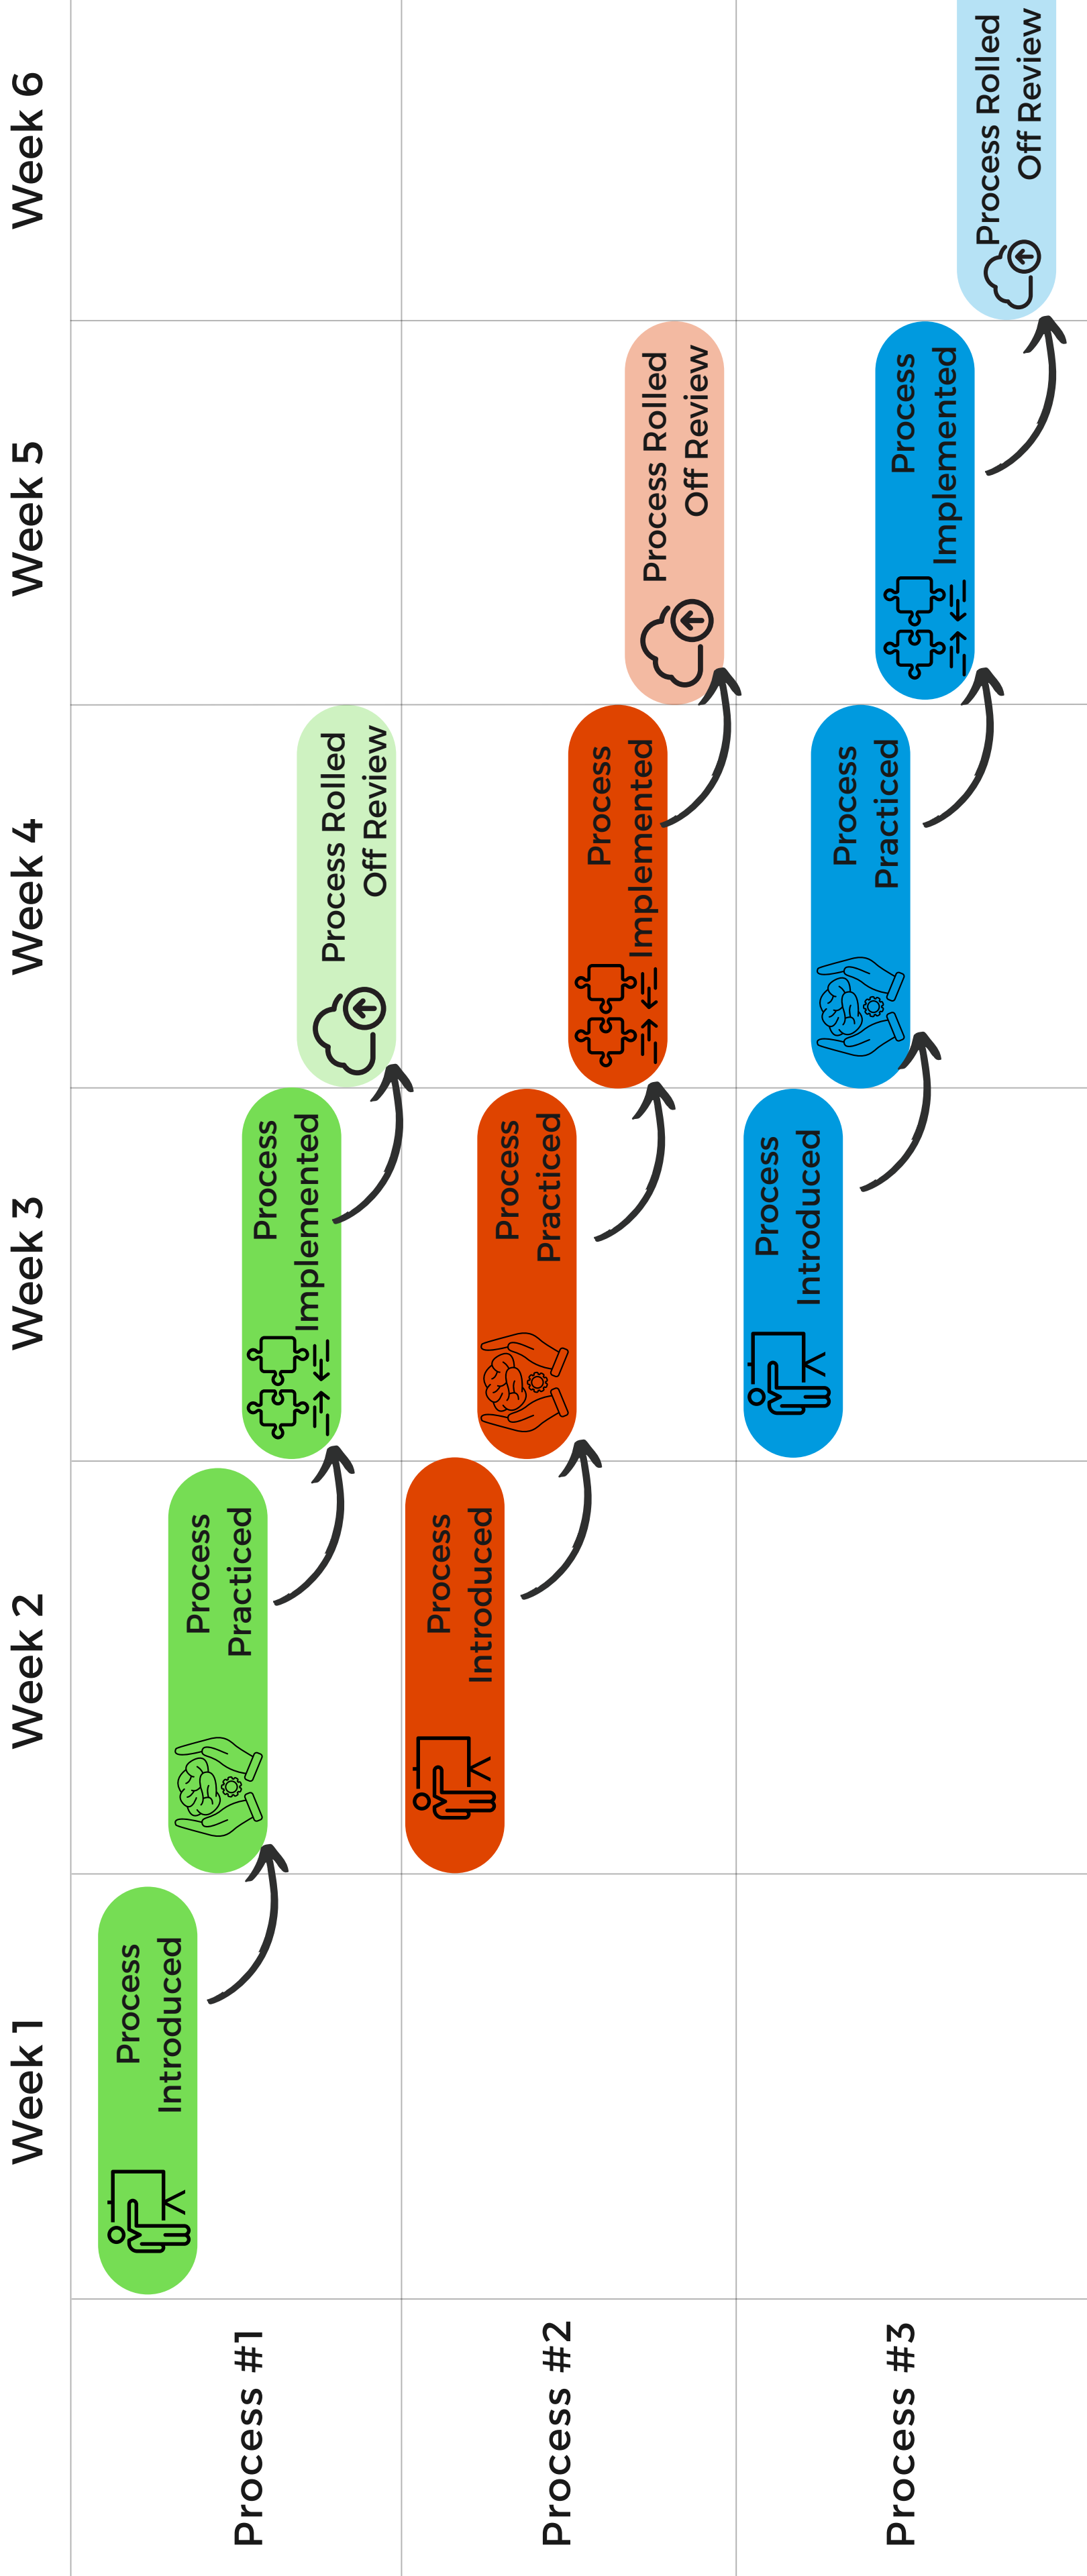 Week 1
Week 2
Week 3
Week 4
Week 5
Week 6
Process #1
Process
Introduced
Process
Practiced
Process
Implemented
Process Rolled
Off Review
Process #2
Process
Introduced
Process
Practiced
Process
Implemented
Process Rolled
Off Review
Process #3
Process
Introduced
Process
Practiced
Process
Implemented
Process Rolled
Off Review